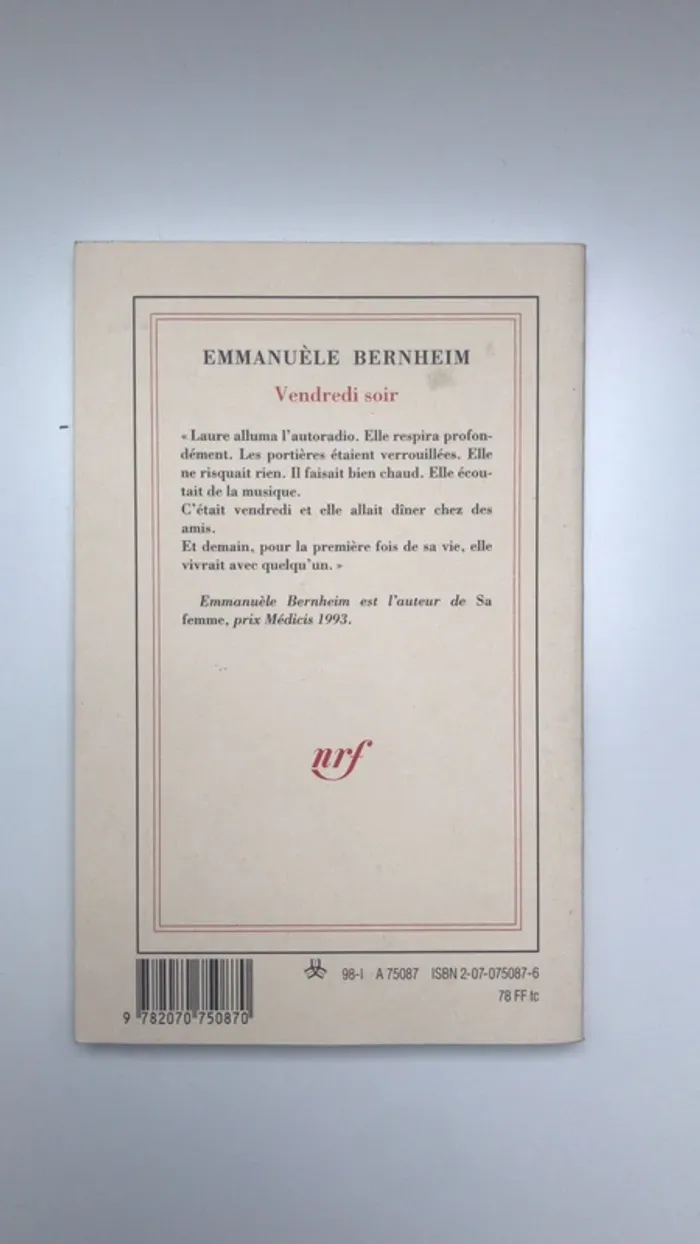 EMMANUÈLE BERNHEIM
Vendredi soir
« Laure alluma l'autoradio. Elle respira profon-
dément. Les portières étaient verrouillées. Elle
ne risquait rien. Il faisait bien chaud. Elle écou-
tait de la musique.
C'était vendredi et elle allait dîner chez des
amis.
Et demain, pour la première fois de sa vie, elle
vivrait avec quelqu'un. »
Emmanuèle Bernheim est l'auteur de Sa
femme, prix Médicis 1993.
nrf
98-I A 75087 ISBN 2-07-075087-6
78 FF tc
9 782070 750870